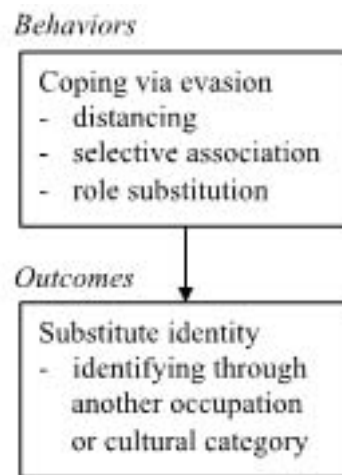 Behaviors
Coping via evasion
- distancing
- selective association
- role substitution
Outcomes
Substitute identity
- identifying through
another occupation
or cultural category